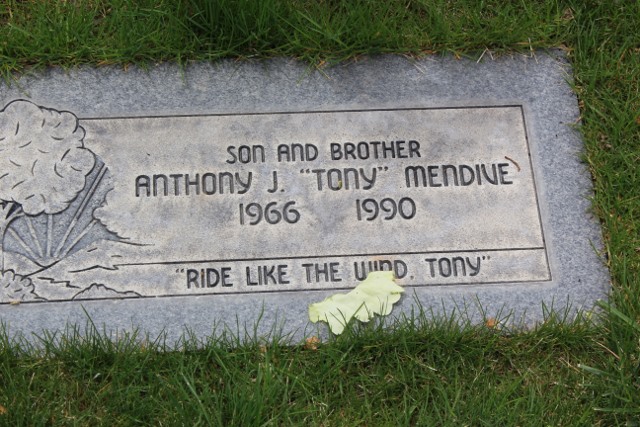 SON AND BROTHER
ANTHONY J. "TONY" MENDIVE
1966 1990
"RIDE LIKE THE WIND, TONY"